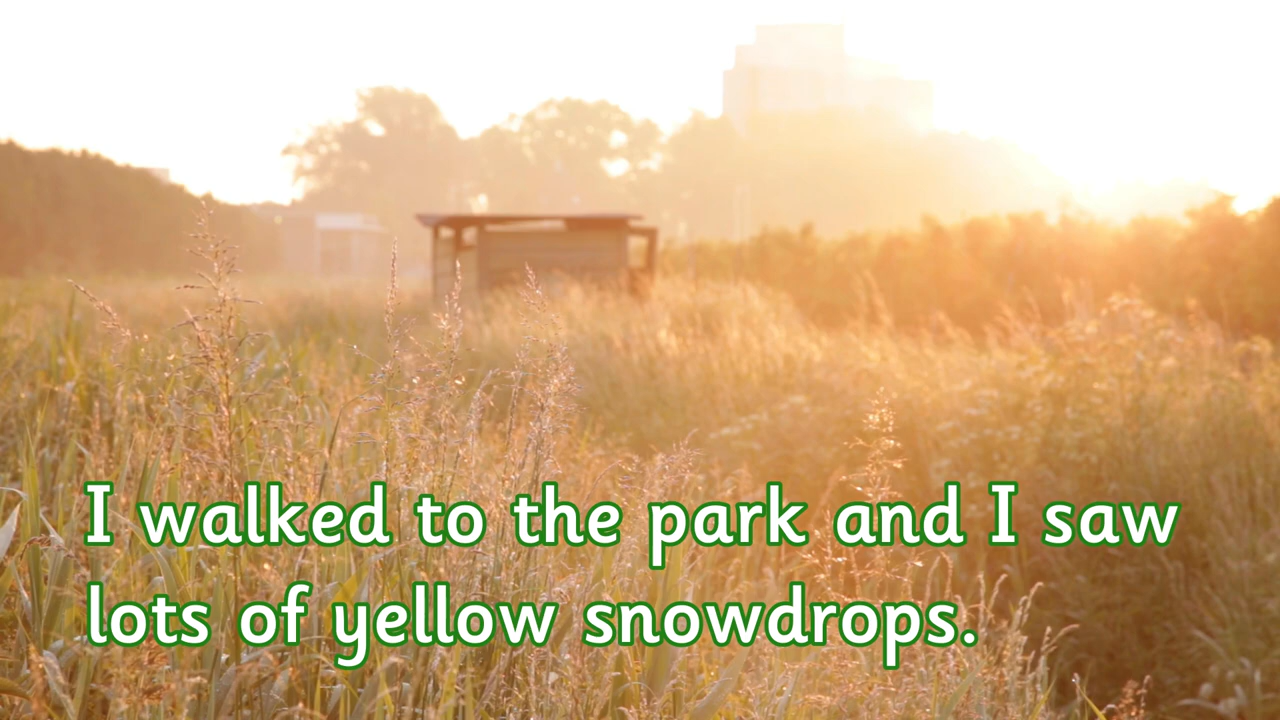 I walked to the park and I saw
lots of yellow snowdrops.